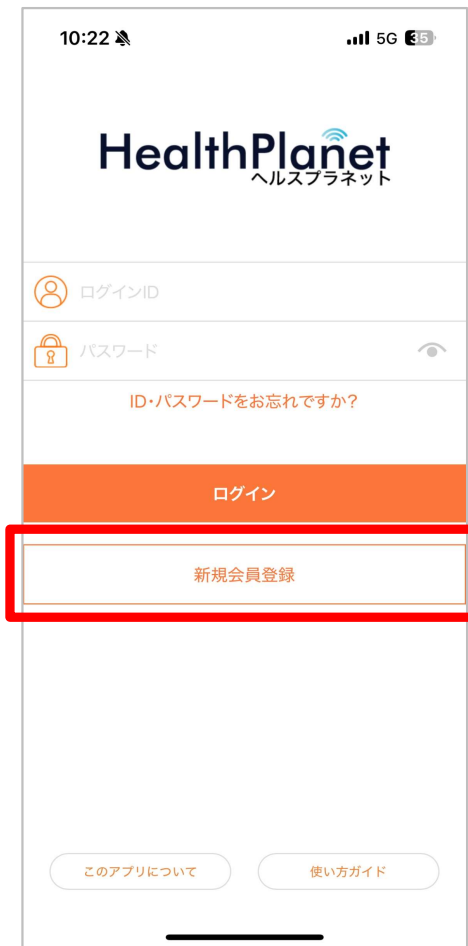 10:22
5G 35
HealthPlanet
ヘルスプラネット
ログインID
パスワード
ID・パスワードをお忘れですか?
ログイン
新規会員登録
このアプリについて
使い方ガイド